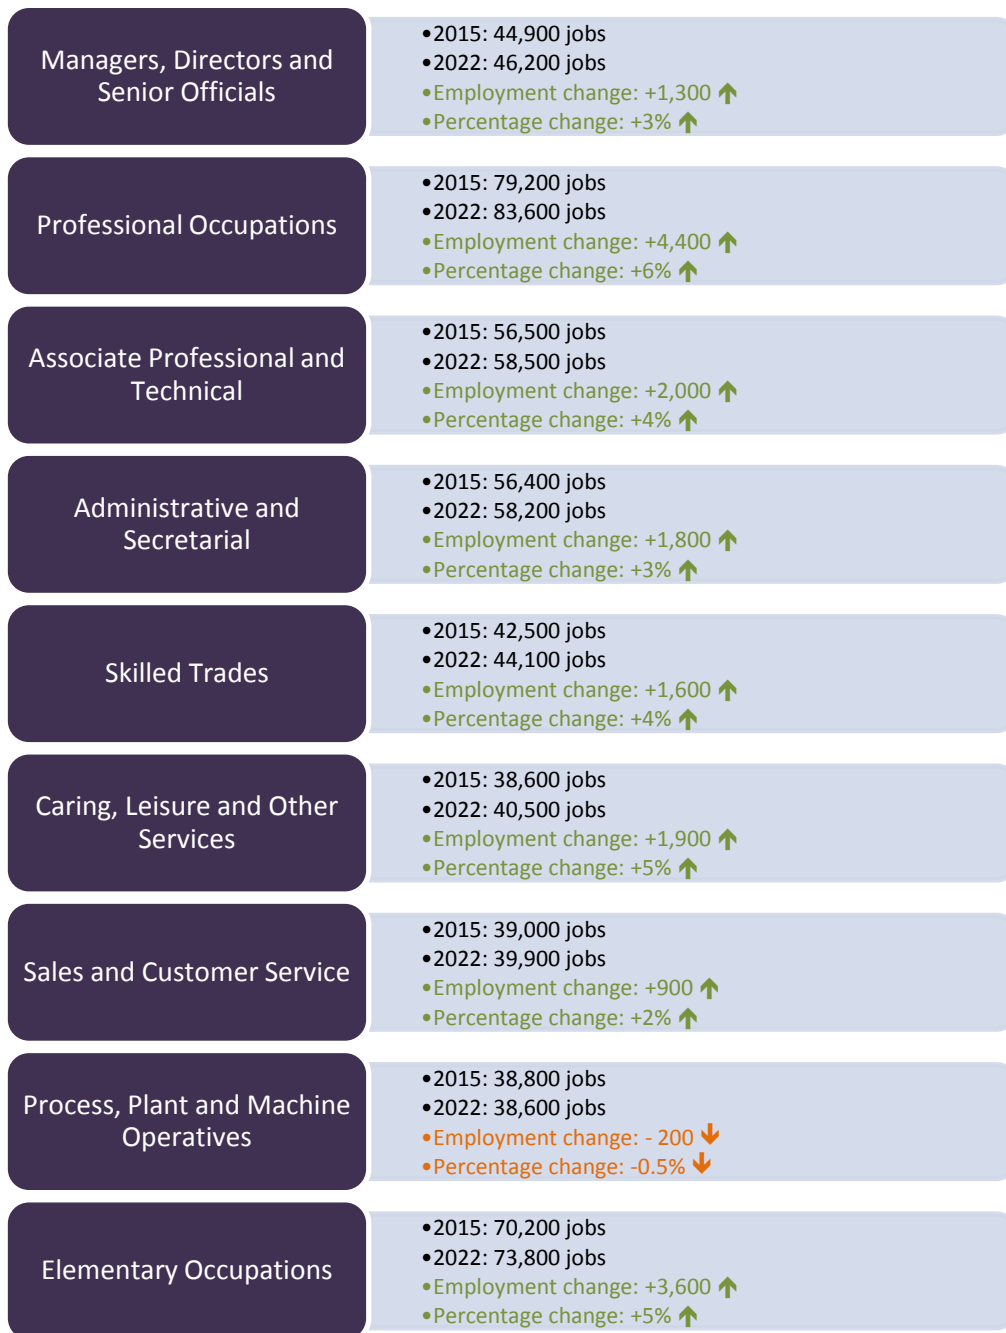 Managers, Directors and
Senior Officials
•2015: 44,900 jobs
•2022: 46,200 jobs
•Employment change: +1,300 ↑
•Percentage change: +3% ↑
Professional Occupations
•2015: 79,200 jobs
•2022: 83,600 jobs
•Employment change: +4,400 ↑
•Percentage change: +6% ↑
Associate Professional and
Technical
•2015: 56,500 jobs
•2022: 58,500 jobs
•Employment change: +2,000 ↑
•Percentage change: +4% ↑
Administrative and
Secretarial
•2015: 56,400 jobs
•2022: 58,200 jobs
•Employment change: +1,800 ↑
•Percentage change: +3% ↑
Skilled Trades
•2015: 42,500 jobs
•2022: 44,100 jobs
•Employment change: +1,600 ↑
•Percentage change: +4% ↑
Caring, Leisure and Other
Services
•2015: 38,600 jobs
•2022: 40,500 jobs
•Employment change: +1,900 ↑
•Percentage change: +5% ↑
Sales and Customer Service
•2015: 39,000 jobs
•2022: 39,900 jobs
•Employment change: +900 ↑
•Percentage change: +2% ↑
Process, Plant and Machine
Operatives
•2015: 38,800 jobs
•2022: 38,600 jobs
•Employment change: - 200 ↓
•Percentage change: -0.5% ↓
Elementary Occupations
•2015: 70,200 jobs
•2022: 73,800 jobs
•Employment change: +3,600 ↑
•Percentage change: +5% ↑